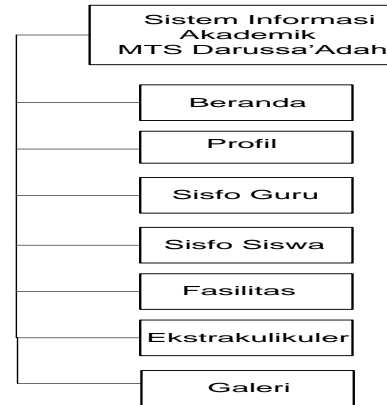 Sistem Informasi
Akademik
MTS Darussa'Adah
Beranda
Profil
Sisfo Guru
Sisfo Siswa
Fasilitas
Ekstrakulikuler
Galeri